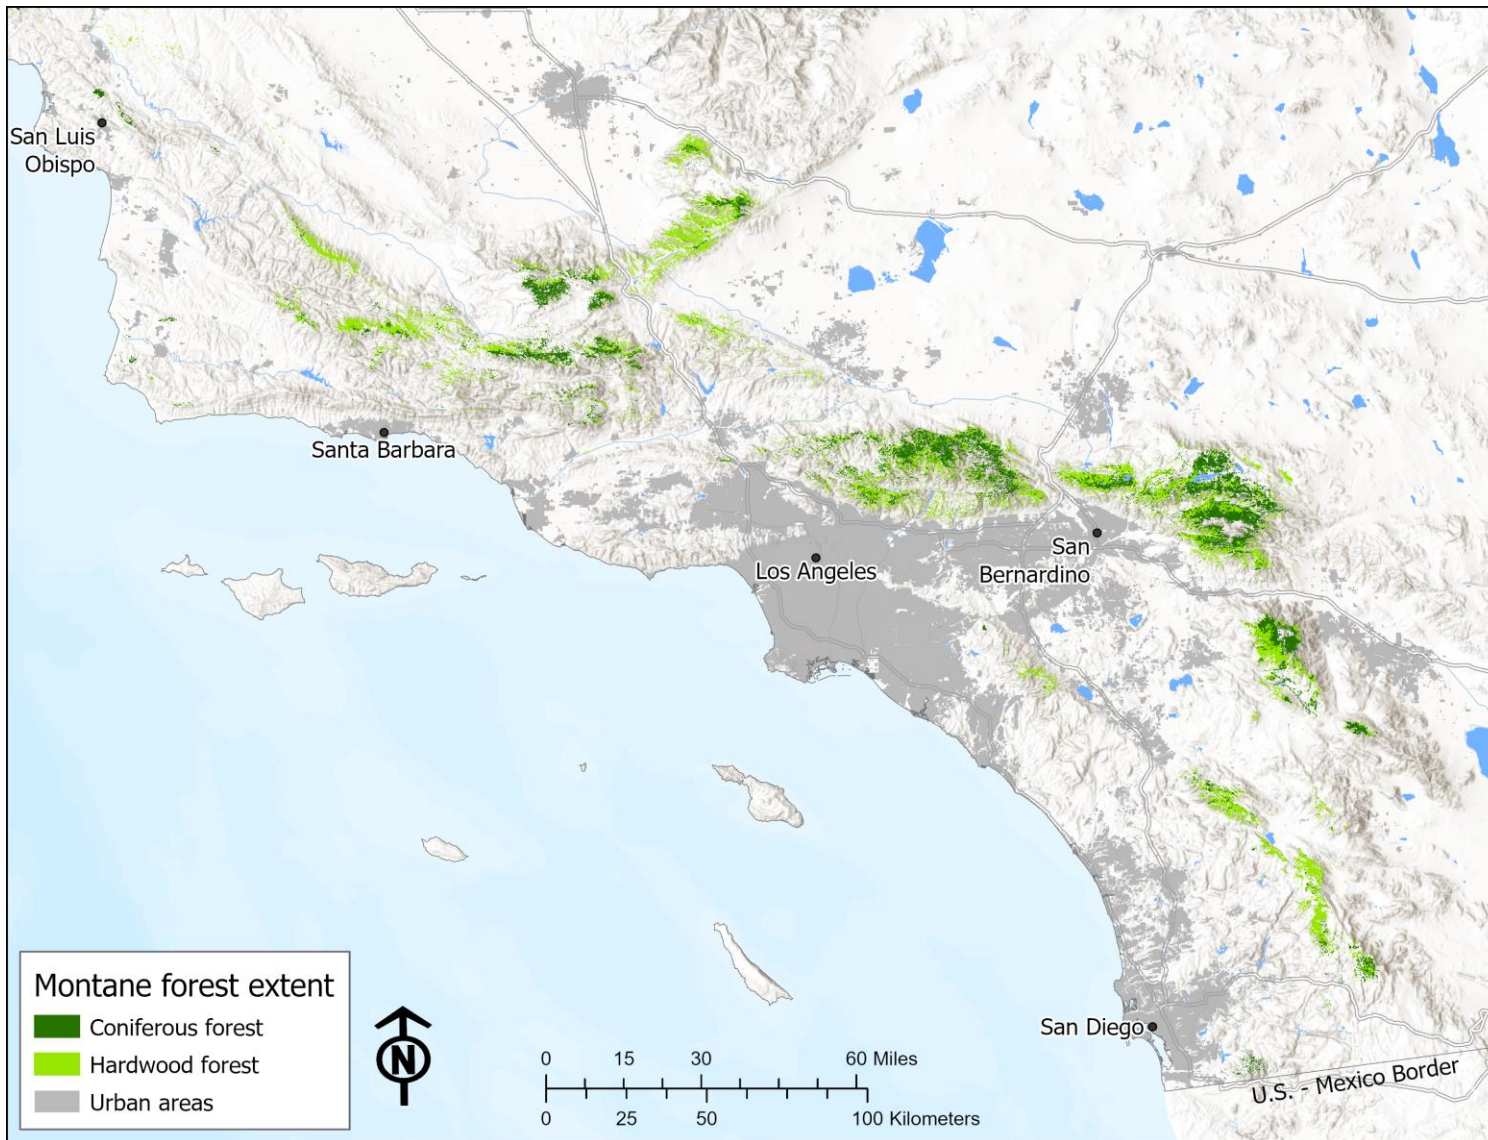 San Luis
Obispo
Santa Barbara
Los Angeles
San
Bernardino
San Diego
U.S. - Mexico Border
Montane forest extent
Coniferous forest
Hardwood forest
Urban areas
N
0 15 30 60 Miles
0 25 50 100 Kilometers